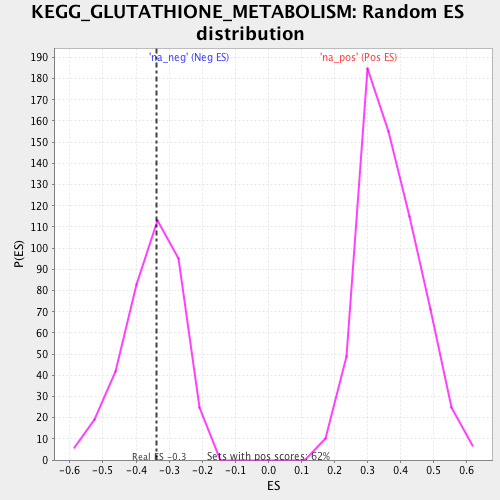 KEGG_GLUTATHIONE_METABOLISM: Random ES
distribution
'na_neg' (Neg ES)
'na_pos' (Pos ES)
190
180
170
160
150
140
130
120
110
100
90
80
70
60
50
40
30
20
10
0
P(ES)
Real ES -0.3
Sets with pos scores: 62%
-0.6 -0.5 -0.4 -0.3 -0.2 -0.1 0.0 0.1 0.2 0.3 0.4 0.5 0.6
ES